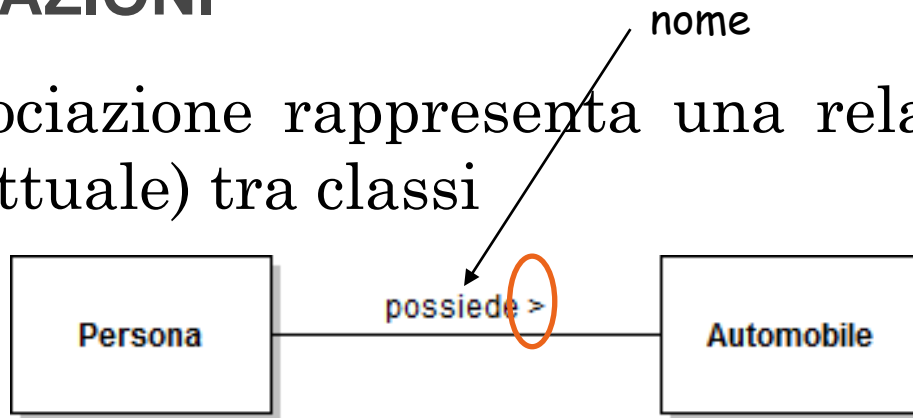 AZIONI
nome
ociazione rappresenta una rela
ttuale) tra classi
possiede >
Persona
Automobile